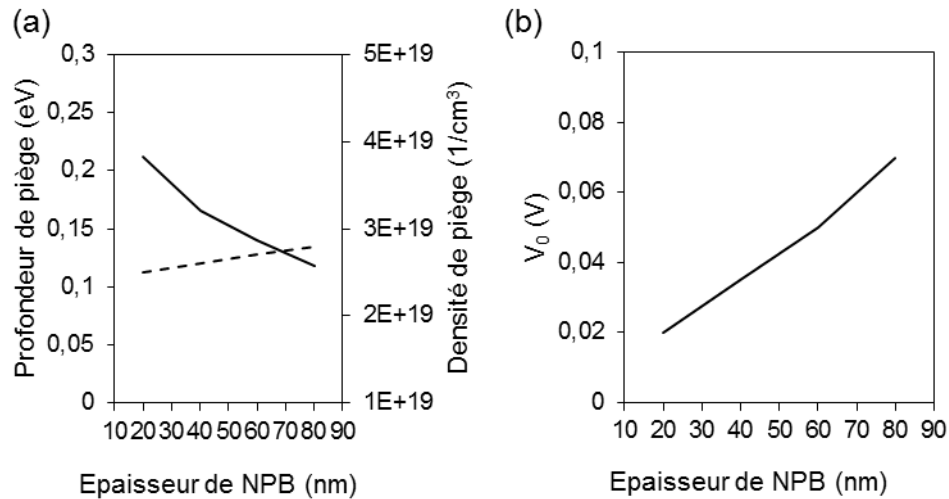 (a)
Profondeur de piège (eV)
0,3
0,25
0,2
0,15
0,1
0,05
0
5E+19
4E+19
3E+19
2E+19
1E+19
Densité de piège (1/cm³)
10 20 30 40 50 60 70 80 90
Epaisseur de NPB (nm)
(b)
V₀ (V)
0,1
0,08
0,06
0,04
0,02
0
10 20 30 40 50 60 70 80 90
Epaisseur de NPB (nm)